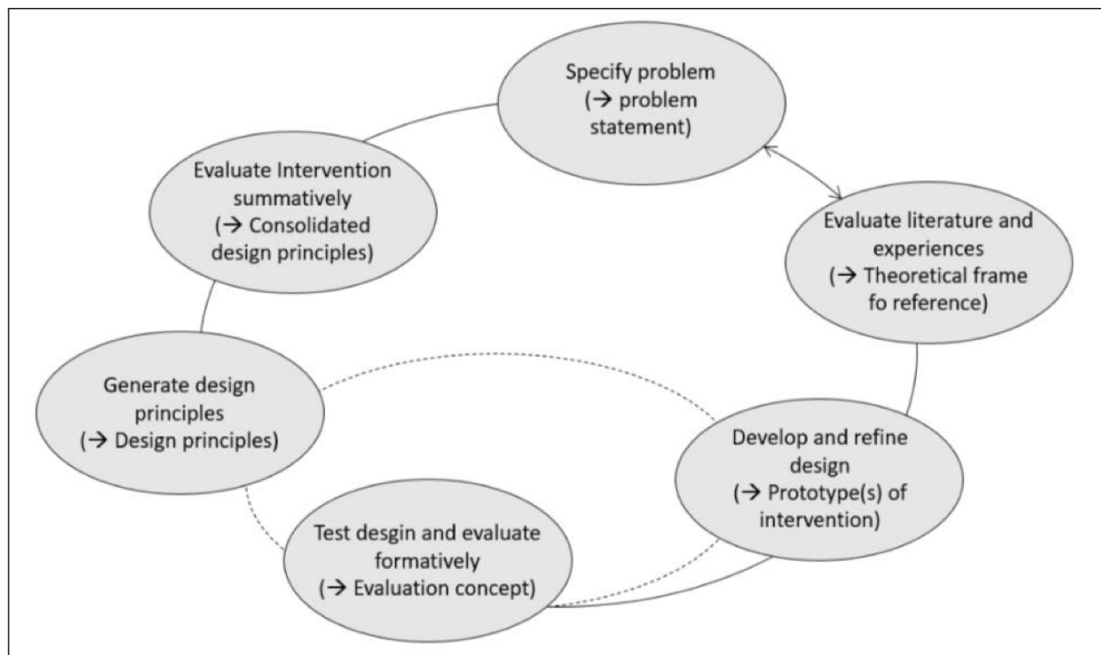 Specify problem
(→ problem
statement)
Evaluate literature and
experiences
(→ Theoretical frame
fo reference)
Develop and refine
design
(→ Prototype(s) of
intervention)
Test desgin and evaluate
formatively
(→ Evaluation concept)
Generate design
principles
(→ Design principles)
Evaluate Intervention
summatively
(→ Consolidated
design principles)